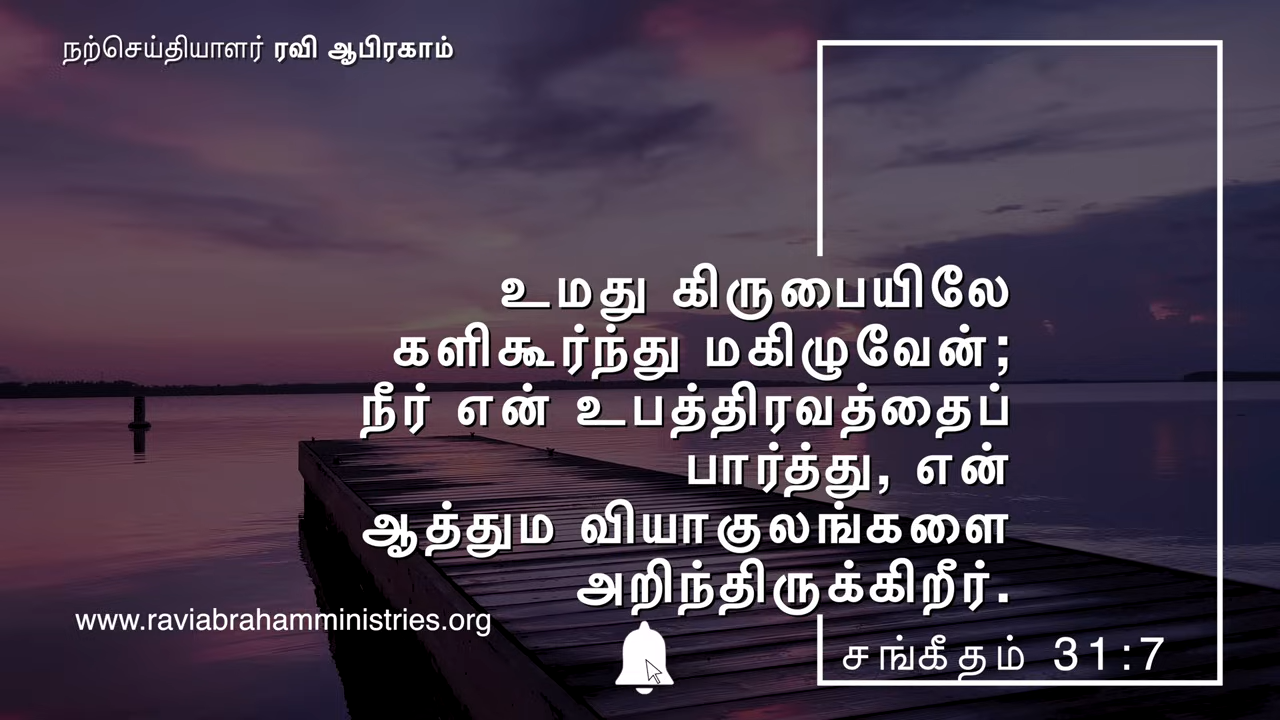 நற்செய்தியாளர் ரவி ஆபிரகாம்
உமது கிருபையிலே
களிகூர்ந்து மகிழுவேன்;
நீர் என் உபத்திரவத்தைப்
பார்த்து, என்
ஆத்தும வியாகுலங்களை
அறிந்திருக்கிறீர்.
www.raviabrahamministries.org
சங்கீதம் 31:7